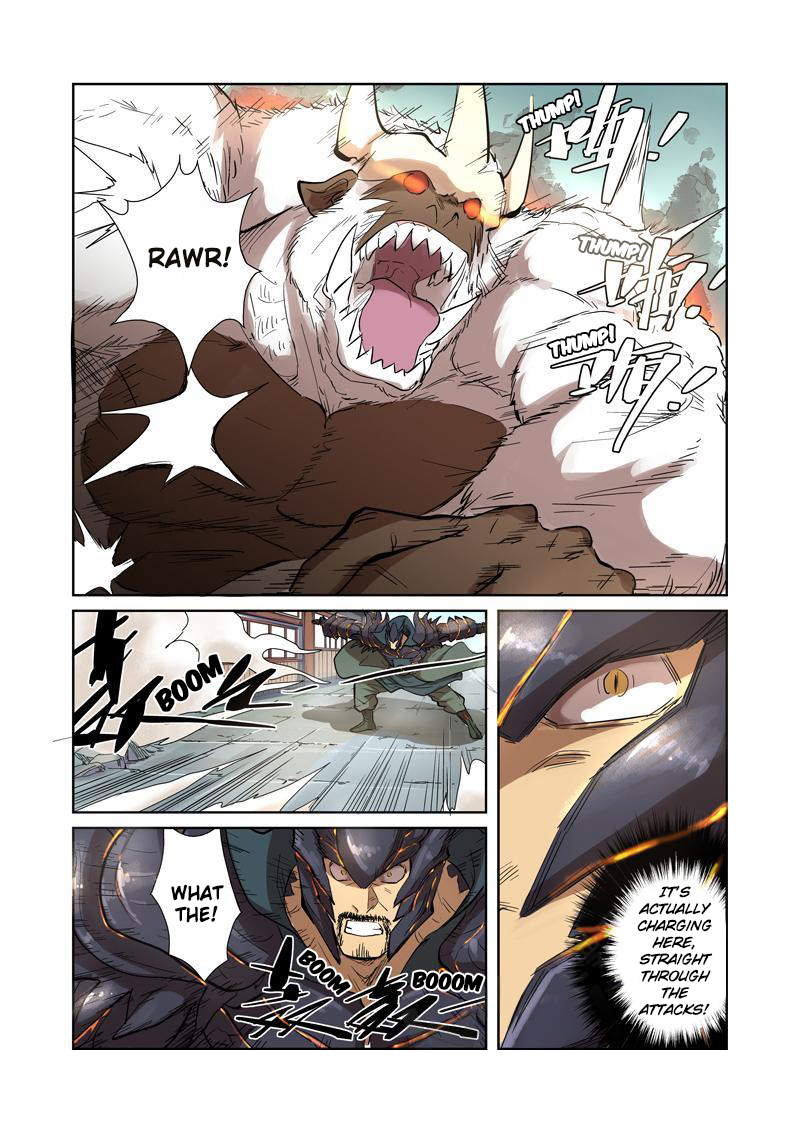 THUMP!
RAWR!
THUMP!
THUMP!
BOOM
IT'S
ACTUALLY
CHARGING
HERE,
STRAIGHT
THROUGH
THE
ATTACKS!
WHAT
THE!
BOOM
BOOOM